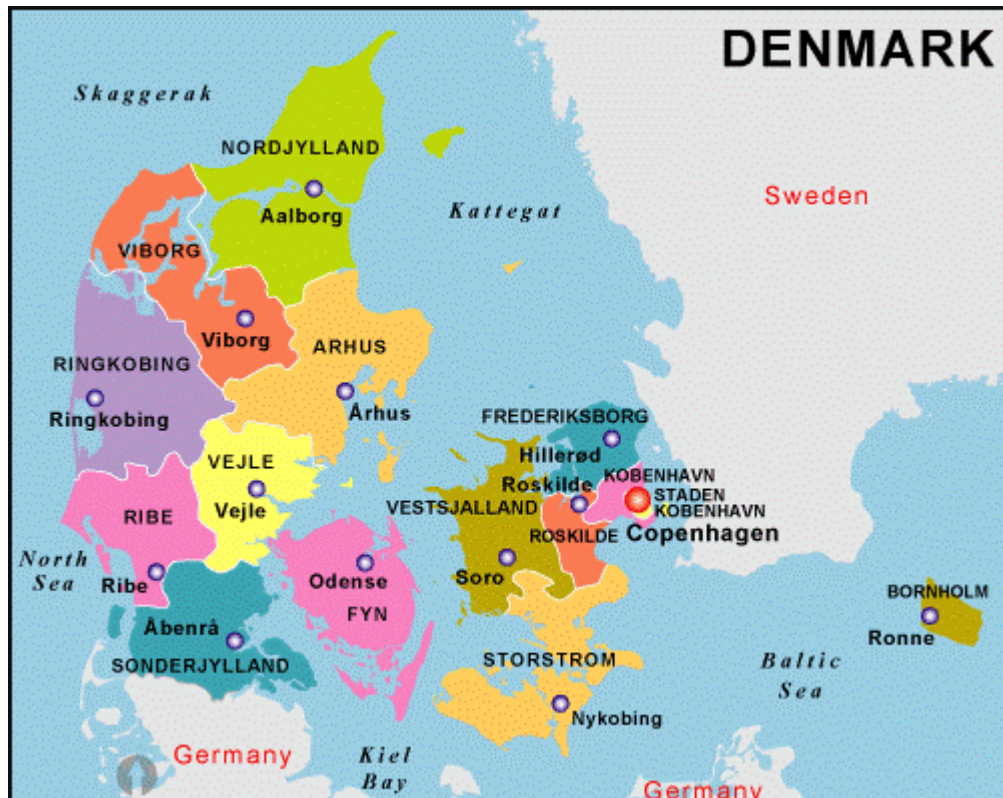 DENMARK
Skaggerak
NORDJYLLAND
Sweden
Aalborg
Kattegat
VIBORG
Viborg
ARHUS
RINGKOBING
Ringkobing
Århus
FREDERIKSBORG
Hillerød
VEJLE
Vejle
KOBENHAVN
Roskilde
STADEN
KOBENHAVN
VESTSJALLAND
RIBE
ROSKILDE
Copenhagen
North
Sea
Ribe
Odense
Soro
FYN
BORNHOLM
Ronne
Åbenrå
SONDERJYLLAND
STORSTROM
Baltic
Sea
Nykobing
Germany
Kiel
Bay
Germany